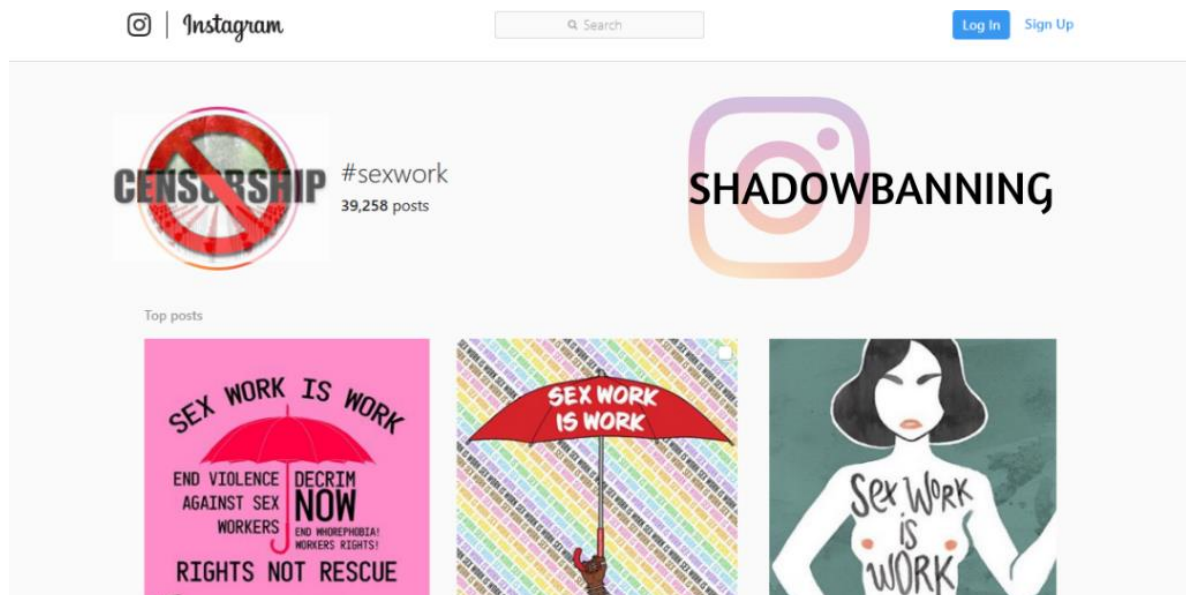 Instagram
Search
Log In
Sign Up
CENSORSHIP
#sexwork
39,258 posts
SHADOWBANNING
Top posts
SEX WORK IS WORK
END VIOLENCE
AGAINST SEX
WORKERS
DECRIM
NOW
END WHOREPHOBIA!
WORKERS RIGHTS!
RIGHTS NOT RESCUE
SEX WORK
IS WORK
Sex Work
is
WORK